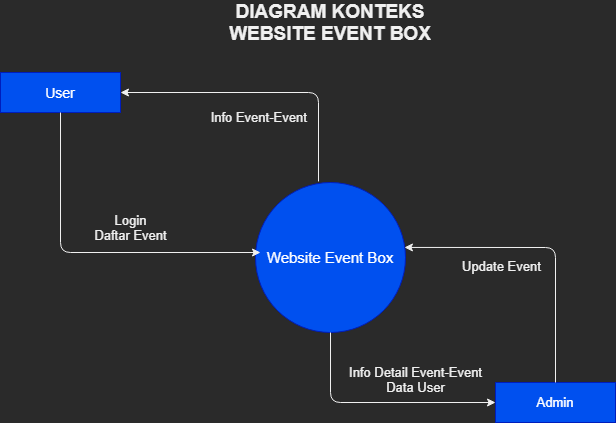 DIAGRAM KONTEKS
WEBSITE EVENT BOX
User
Info Event-Event
Login
Daftar Event
Website Event Box
Update Event
Info Detail Event-Event
Data User
Admin